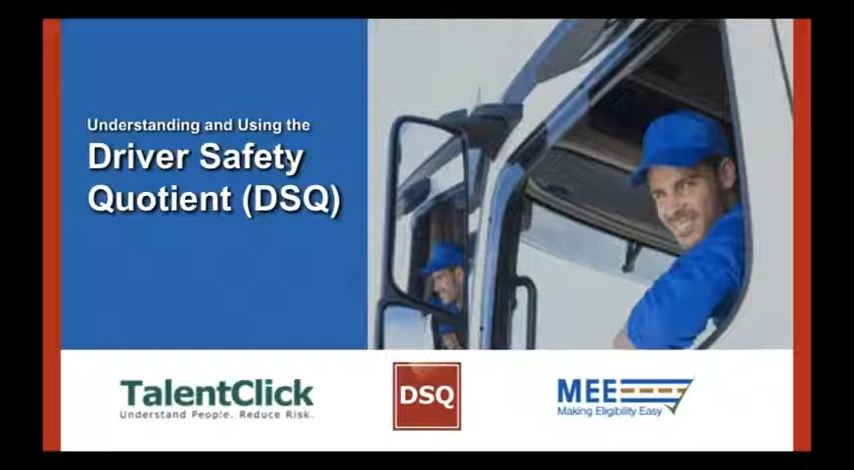 Understanding and Using the
Driver Safety
Quotient (DSQ)
TalentClick
Understand People. Reduce Risk.
DSQ
MEE
Making Eligibility Easy